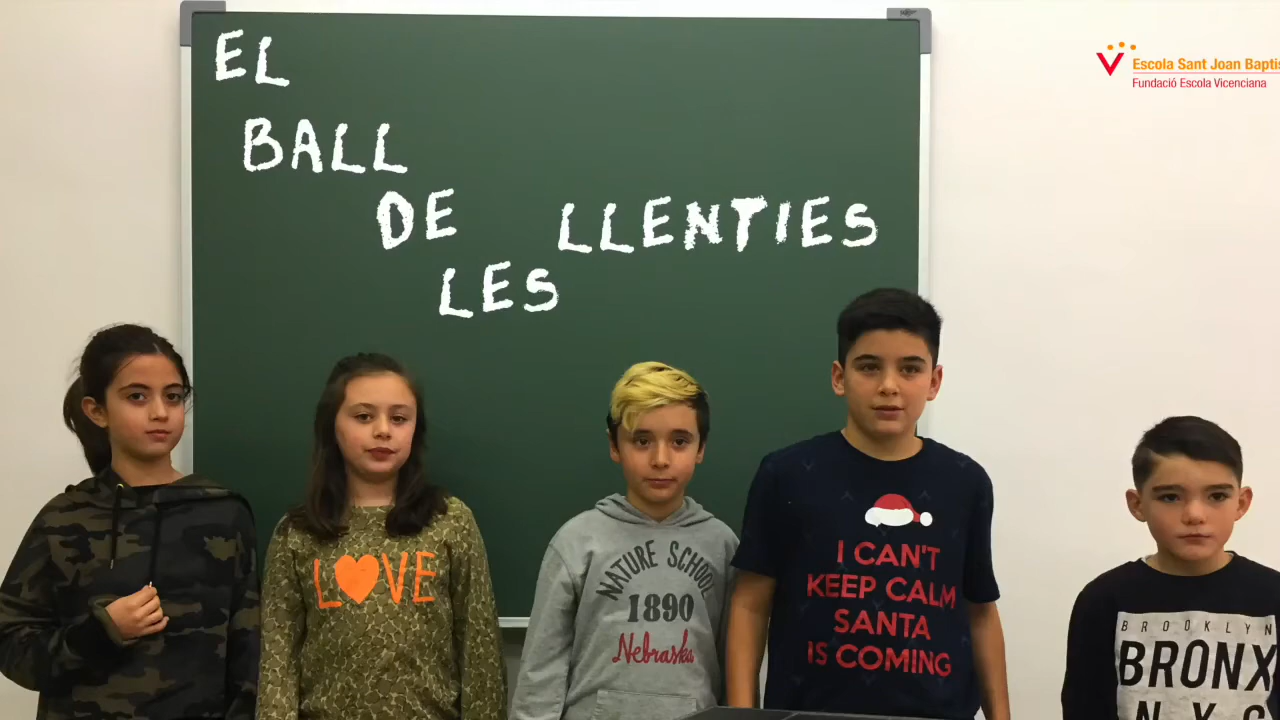 EL
BALL
DE LLENTIES
LES
Escola Sant Joan
Fundació Escola Vicenciana
LOVE
NATURE SCHOOL
1890
Nebraska
I CAN'T
KEEP CALM
SANTA
IS COMING
BROOKLYN
BRONX